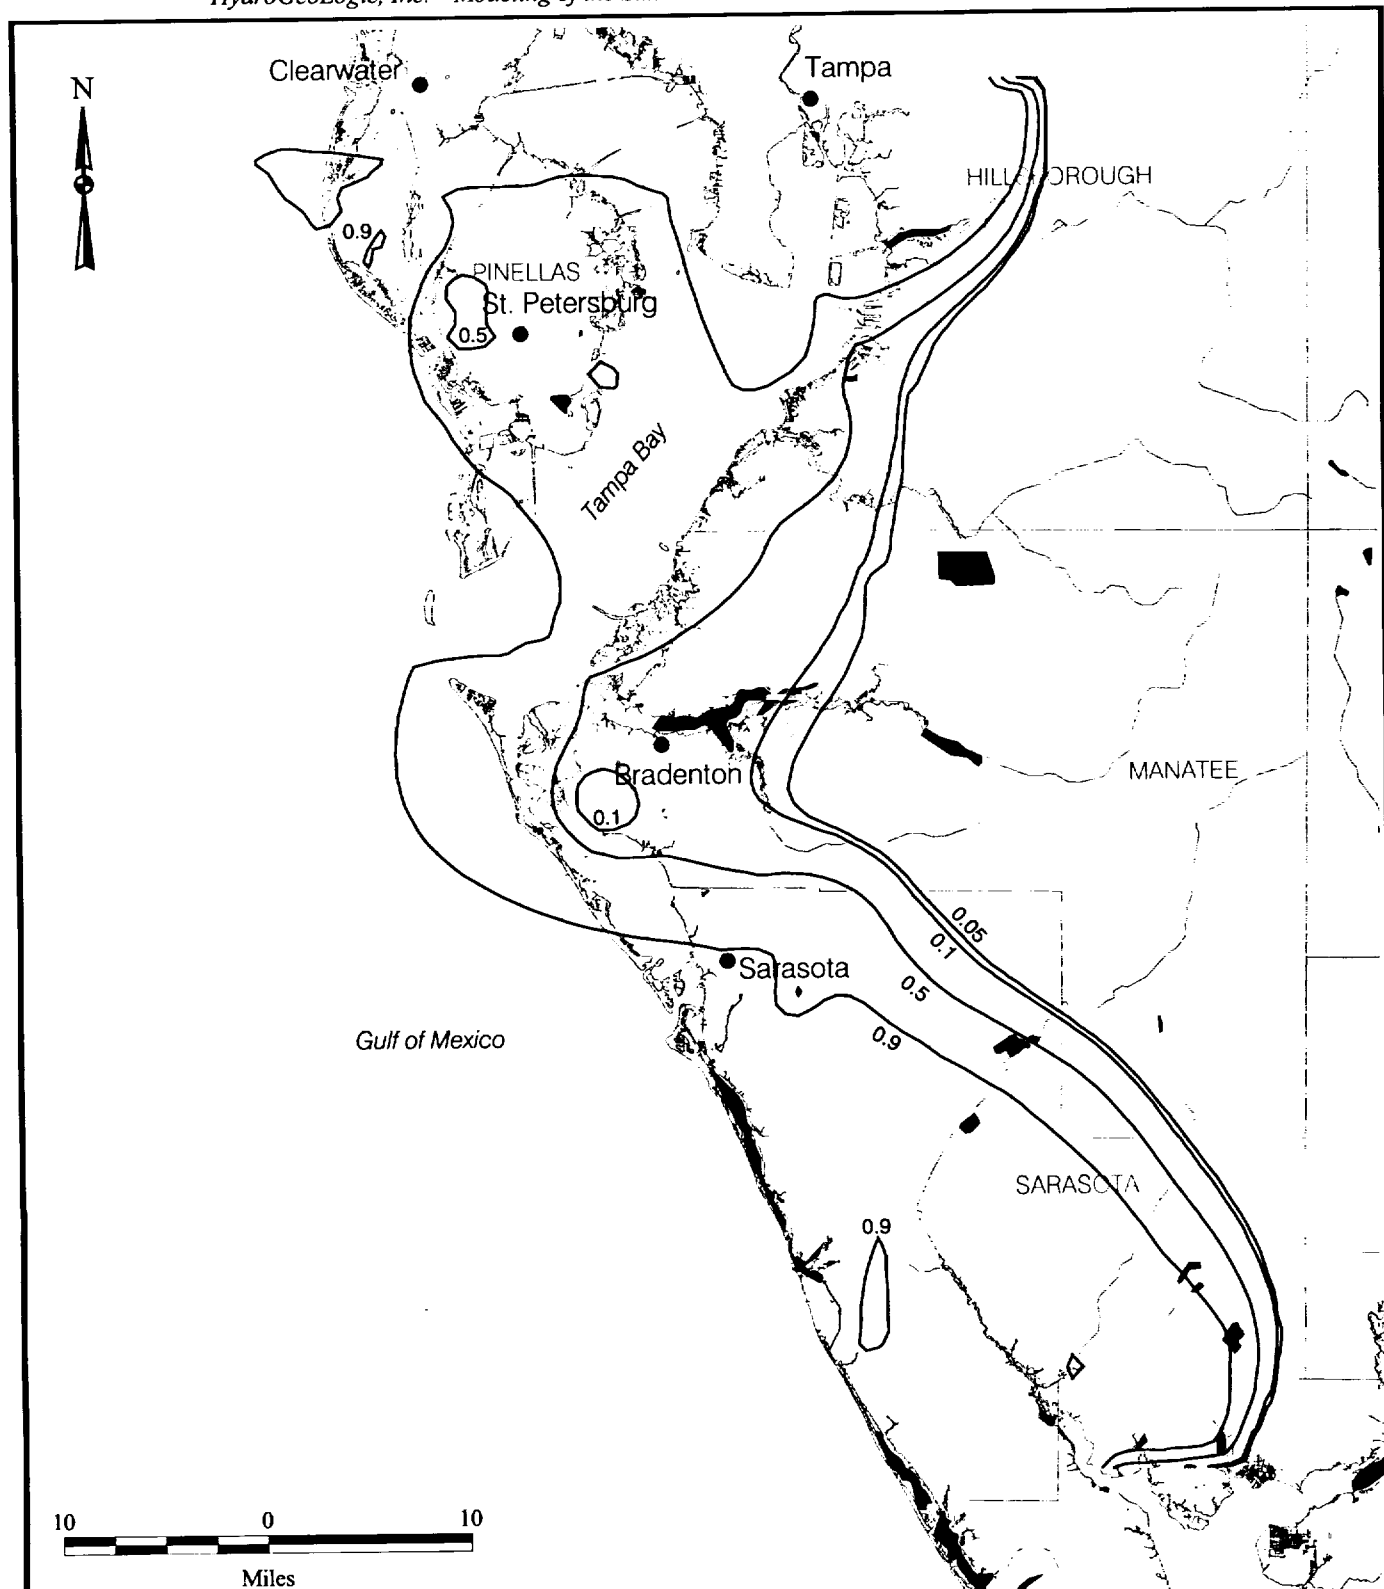 HydroGeoLogic, Inc.
Clearwater
Tampa
N
HILLSBOROUGH
0.9
PINELLAS
St. Petersburg
0.5
Tampa Bay
Bradenton
MANATEE
0.1
0.05
0.1
Sarasota
0.5
Gulf of Mexico
0.9
SARASOTA
0.9
10 0 10
Miles